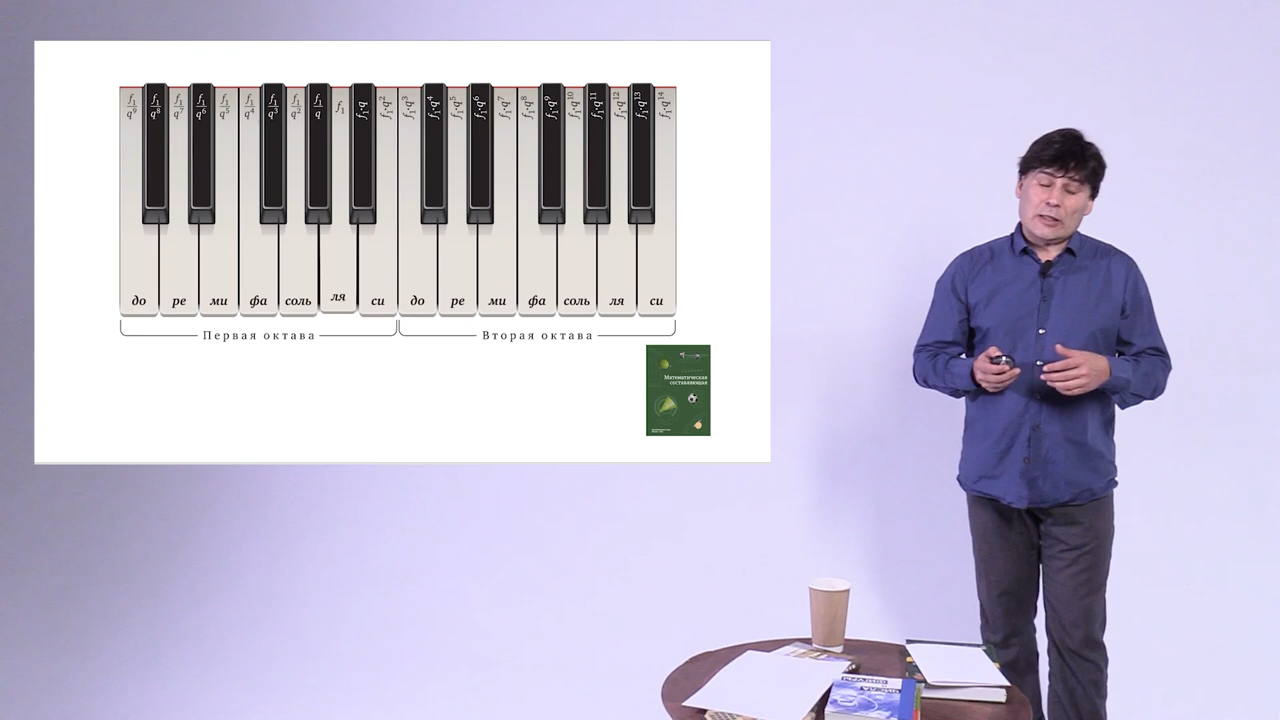 f₁/q⁹ f₁/q⁸ f₁/q⁷ f₁/q⁶ f₁/q⁵ f₁/q⁴ f₁/q³ f₁/q² f₁/q f₁ f₁·q f₁·q² f₁·q³ f₁·q⁴ f₁·q⁵ f₁·q⁶ f₁·q⁷ f₁·q⁸ f₁·q⁹ f₁·q¹⁰ f₁·q¹¹ f₁·q¹² f₁·q¹³ f₁·q¹⁴
до ре ми фа соль ля си до ре ми фа соль ля си
Первая октава Вторая октава
Математическая
составляющая